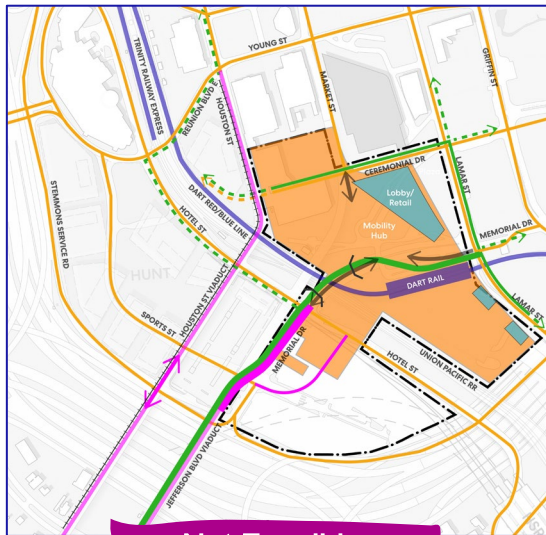 YOUNG ST
TRINITY RAILWAY EXPRESS
REUNION BLVD E
HOUSTON ST
MARKET ST
GRIFFIN ST
CEREMONIAL DR
LAMAR ST
Lobby/
Retail
DART RED/BLUE LINE
Mobility
Hub
MEMORIAL DR
STEMMONS SERVICE RD
HOTEL ST
HUNT
DART RAIL
LAMAR ST
HOUSTON ST VIADUCT
SPORTS ST
MEMORIAL DR
HOTEL ST
UNION PACIFIC RR
JEFFERSON BLVD VIADUCT